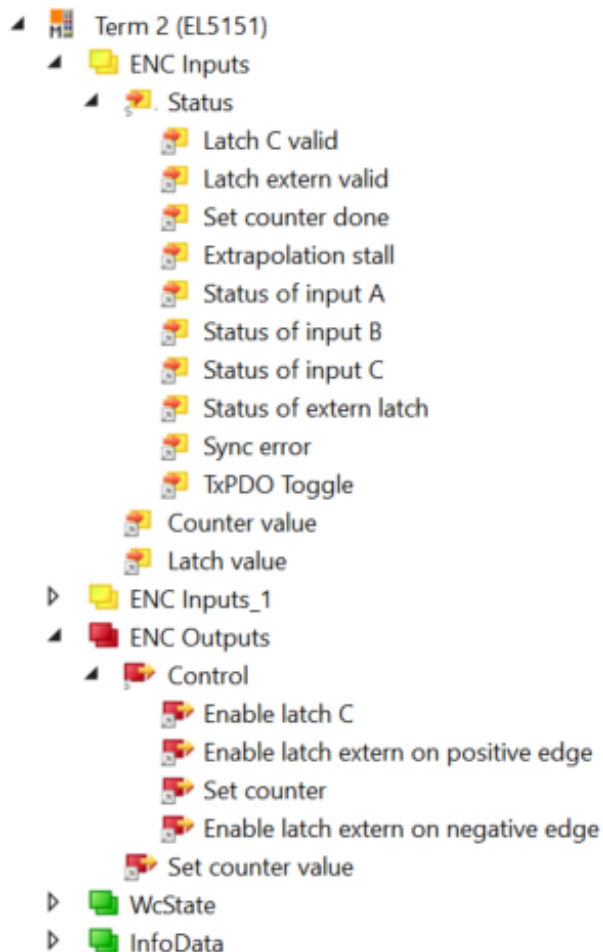 Term 2 (EL5151)
ENC Inputs
Status
Latch C valid
Latch extern valid
Set counter done
Extrapolation stall
Status of input A
Status of input B
Status of input C
Status of extern latch
Sync error
TxPDO Toggle
Counter value
Latch value
ENC Inputs_1
ENC Outputs
Control
Enable latch C
Enable latch extern on positive edge
Set counter
Enable latch extern on negative edge
Set counter value
WcState
InfoData